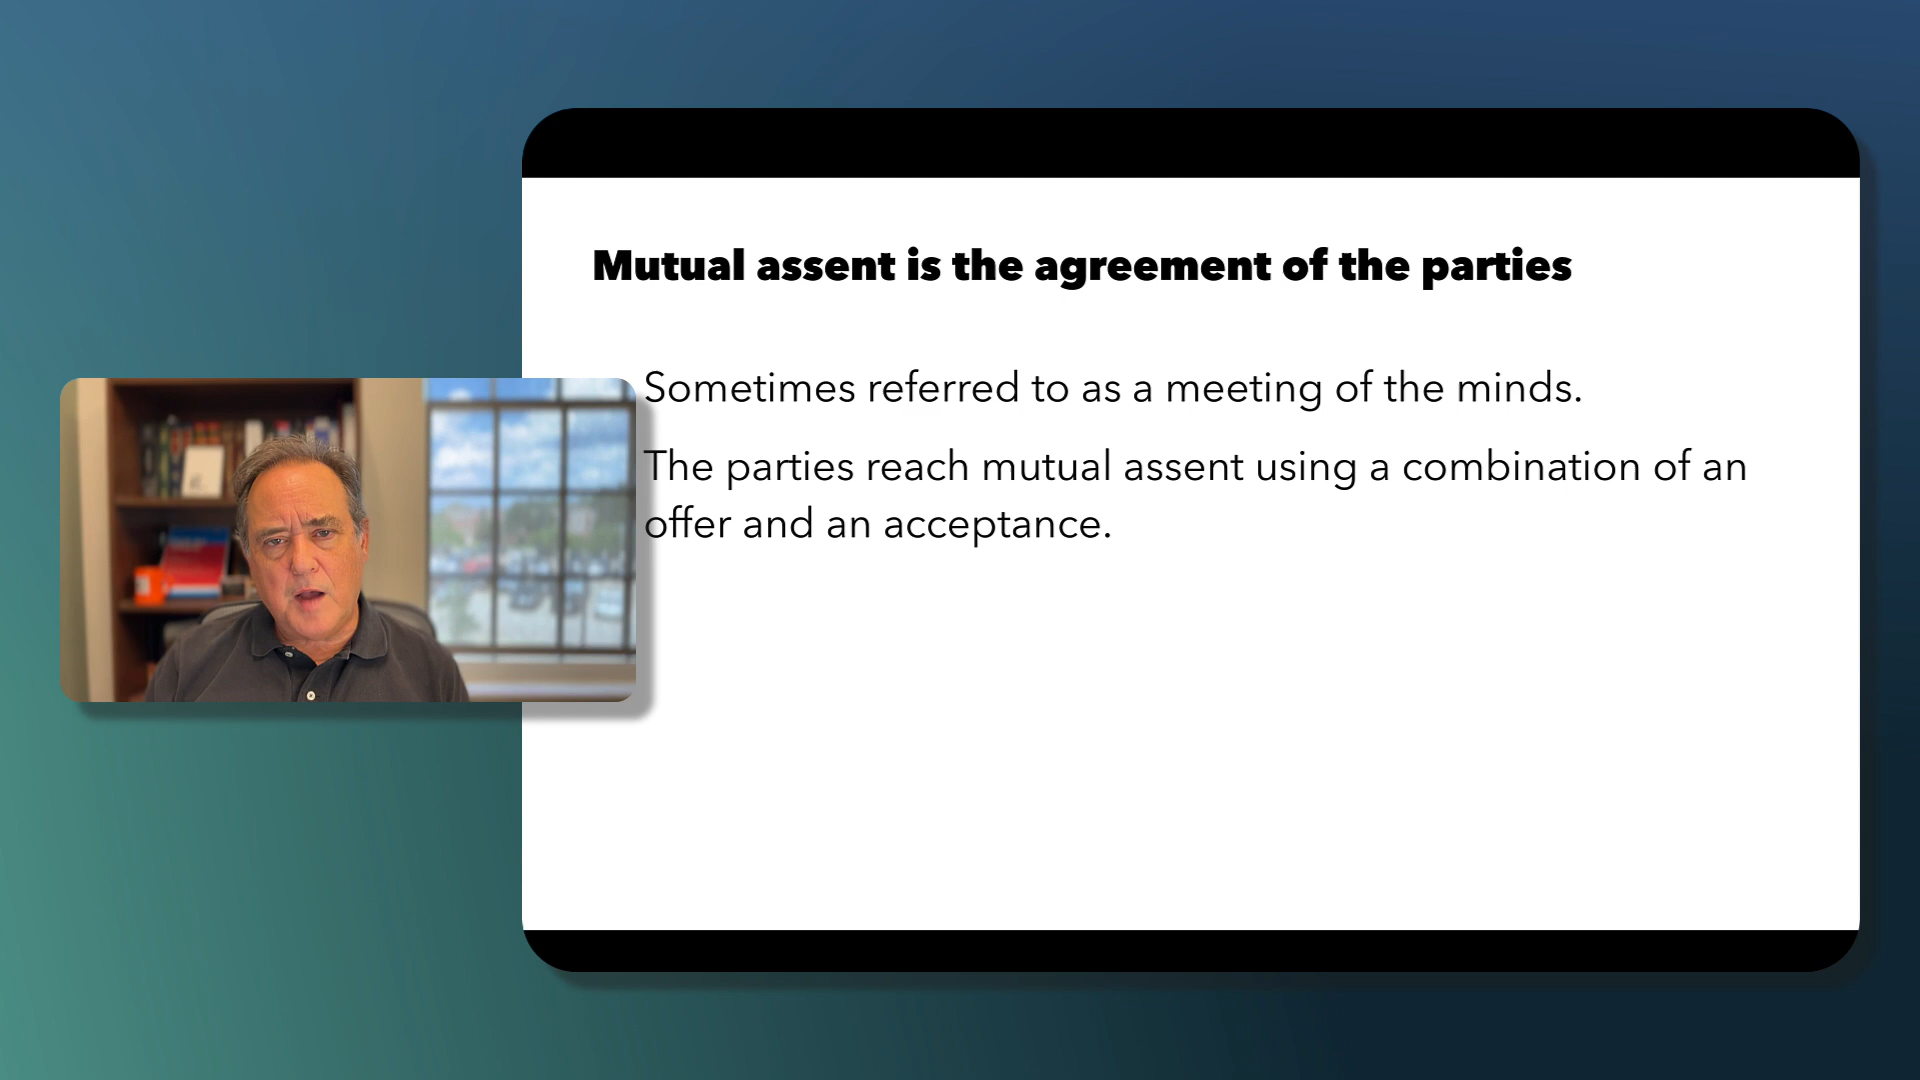 Mutual assent is the agreement of the parties
Sometimes referred to as a meeting of the minds.
The parties reach mutual assent using a combination of an
offer and an acceptance.